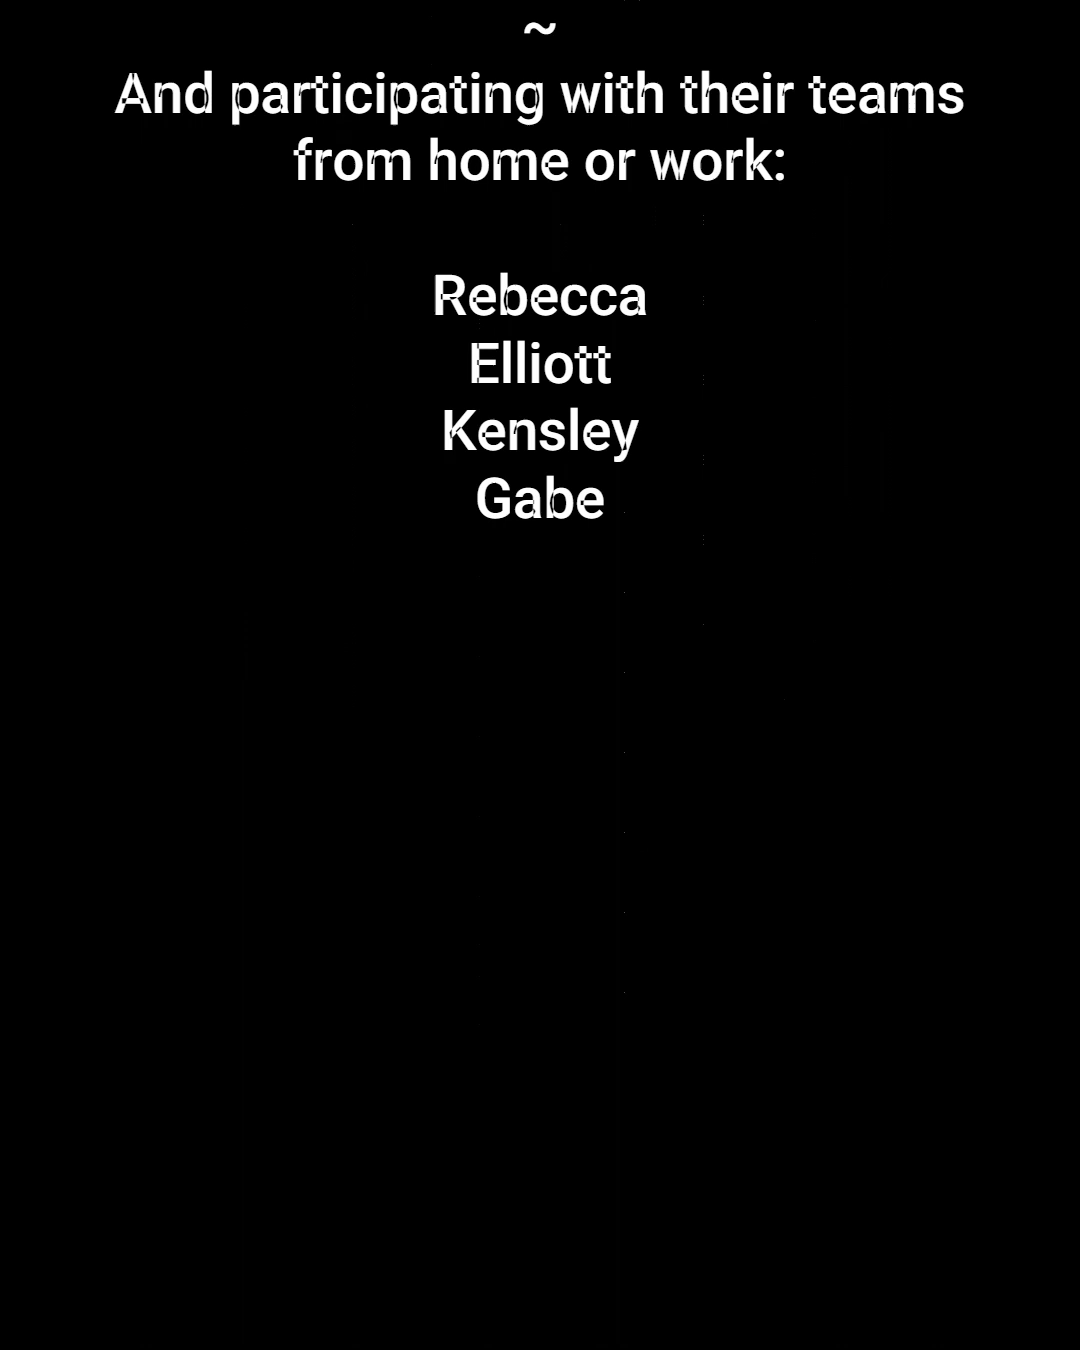 ~
And participating with their teams
from home or work:
Rebecca
Elliott
Kensley
Gabe